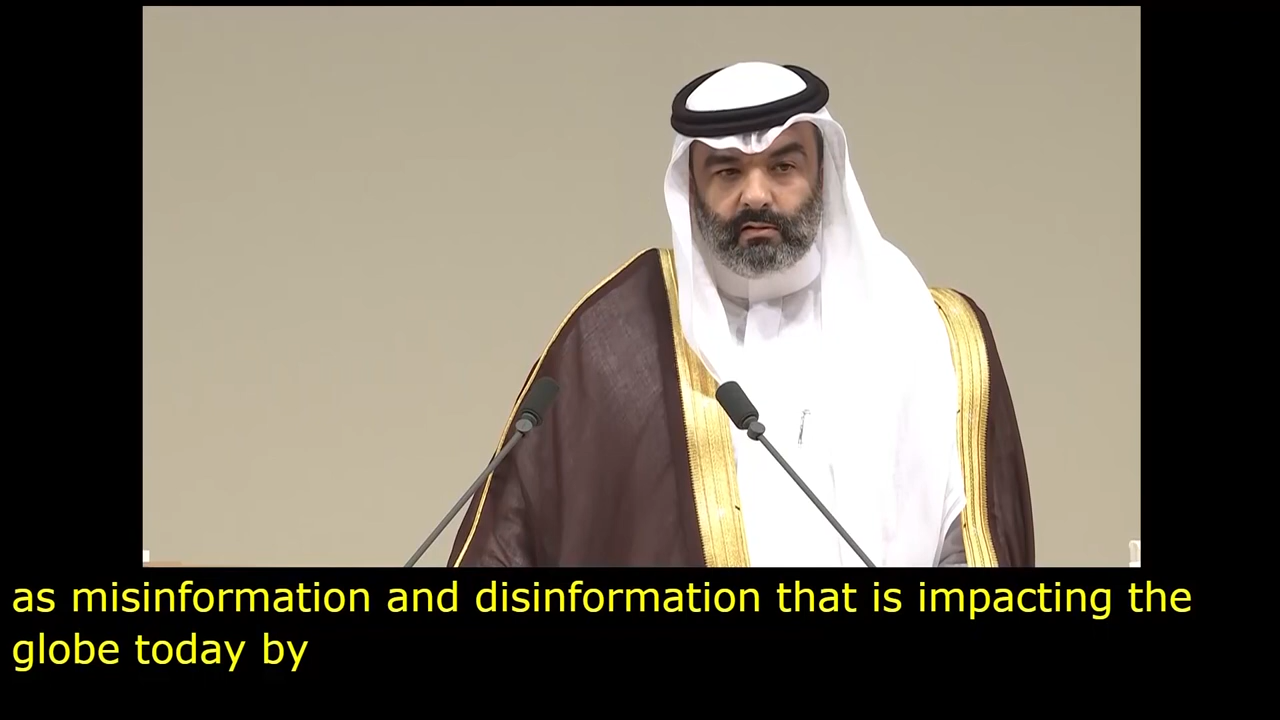 as misinformation and disinformation that is impacting the
globe today by